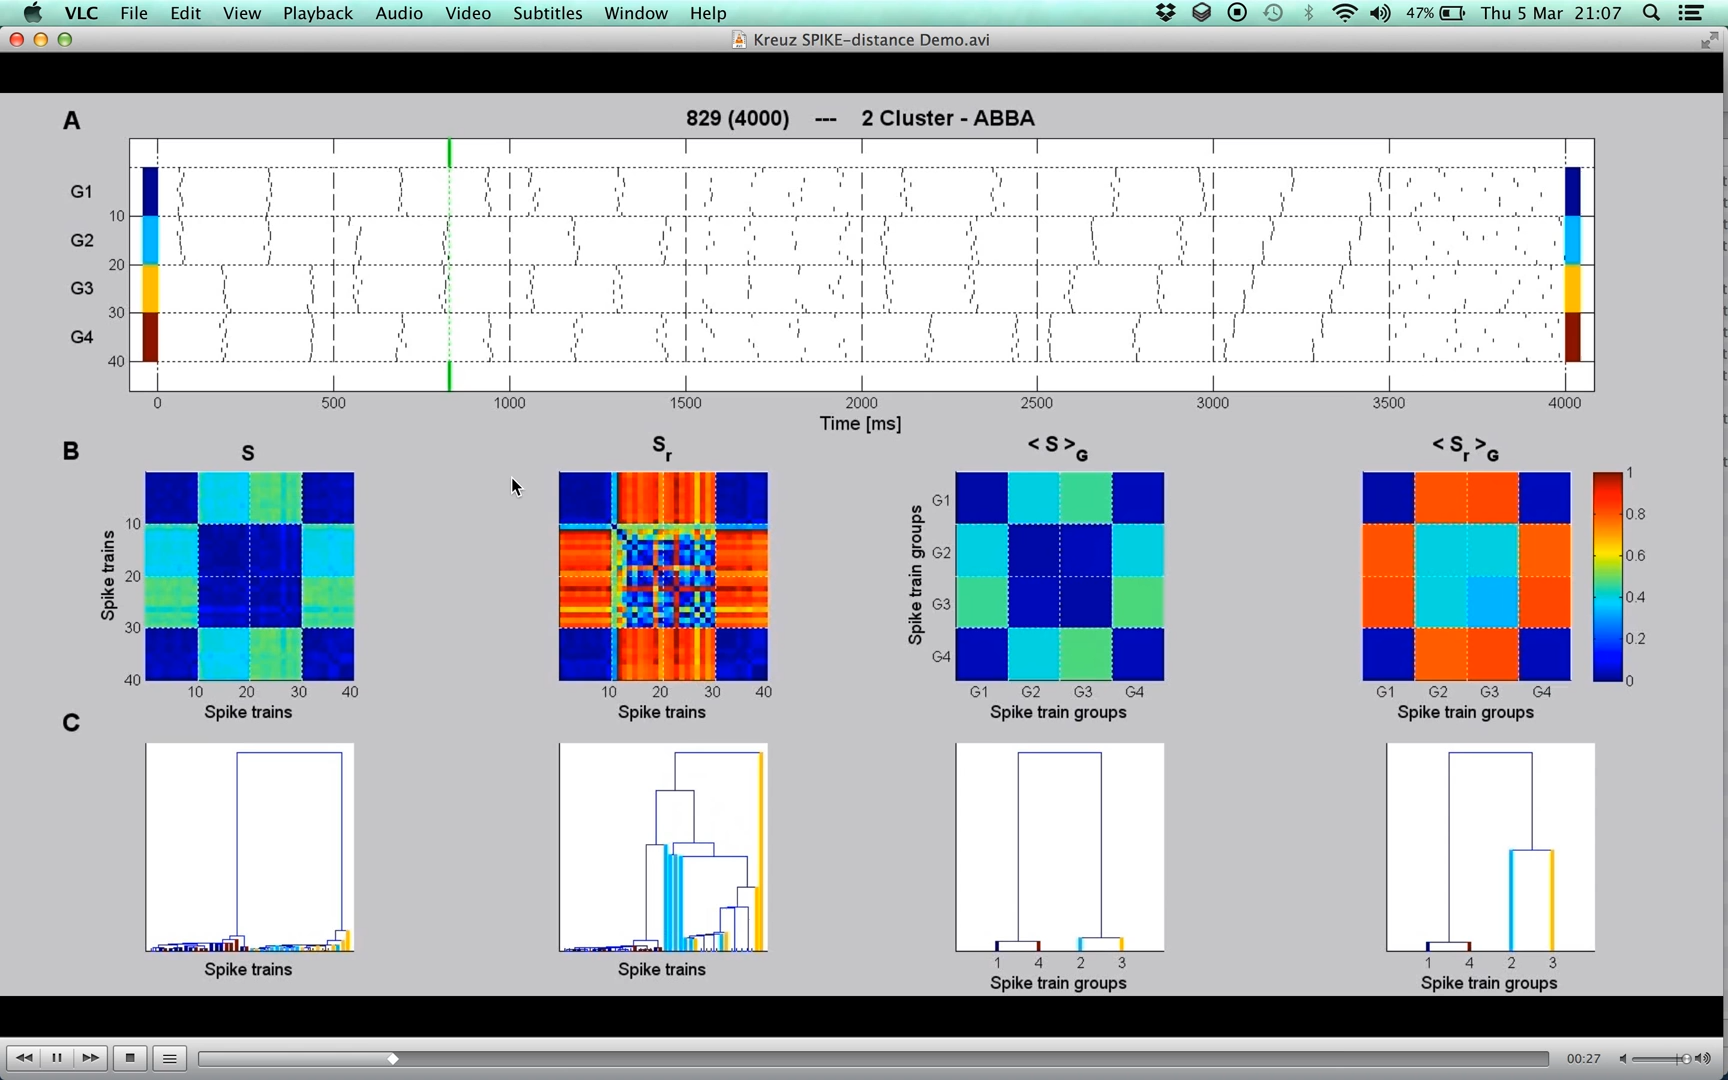 VLC File Edit View Playback Audio Video Subtitles Window Help 47% Thu 5 Mar 21:07
Kreuz SPIKE-distance Demo.avi
A
829 (4000) --- 2 Cluster - ABBA
G1
10
G2
20
G3
30
G4
40
0 500 1000 1500 2000 2500 3000 3500 4000
Time [ms]
B
S
Sr
< S >G
< Sr >G
Spike trains
10
20
30
40
10 20 30 40
Spike trains
10 20 30 40
Spike trains
Spike train groups
G1
G2
G3
G4
G1 G2 G3 G4
Spike train groups
G1 G2 G3 G4
Spike train groups
1
0.8
0.6
0.4
0.2
0
C
Spike trains
Spike trains
1 4 2 3
Spike train groups
1 4 2 3
Spike train groups
00:27